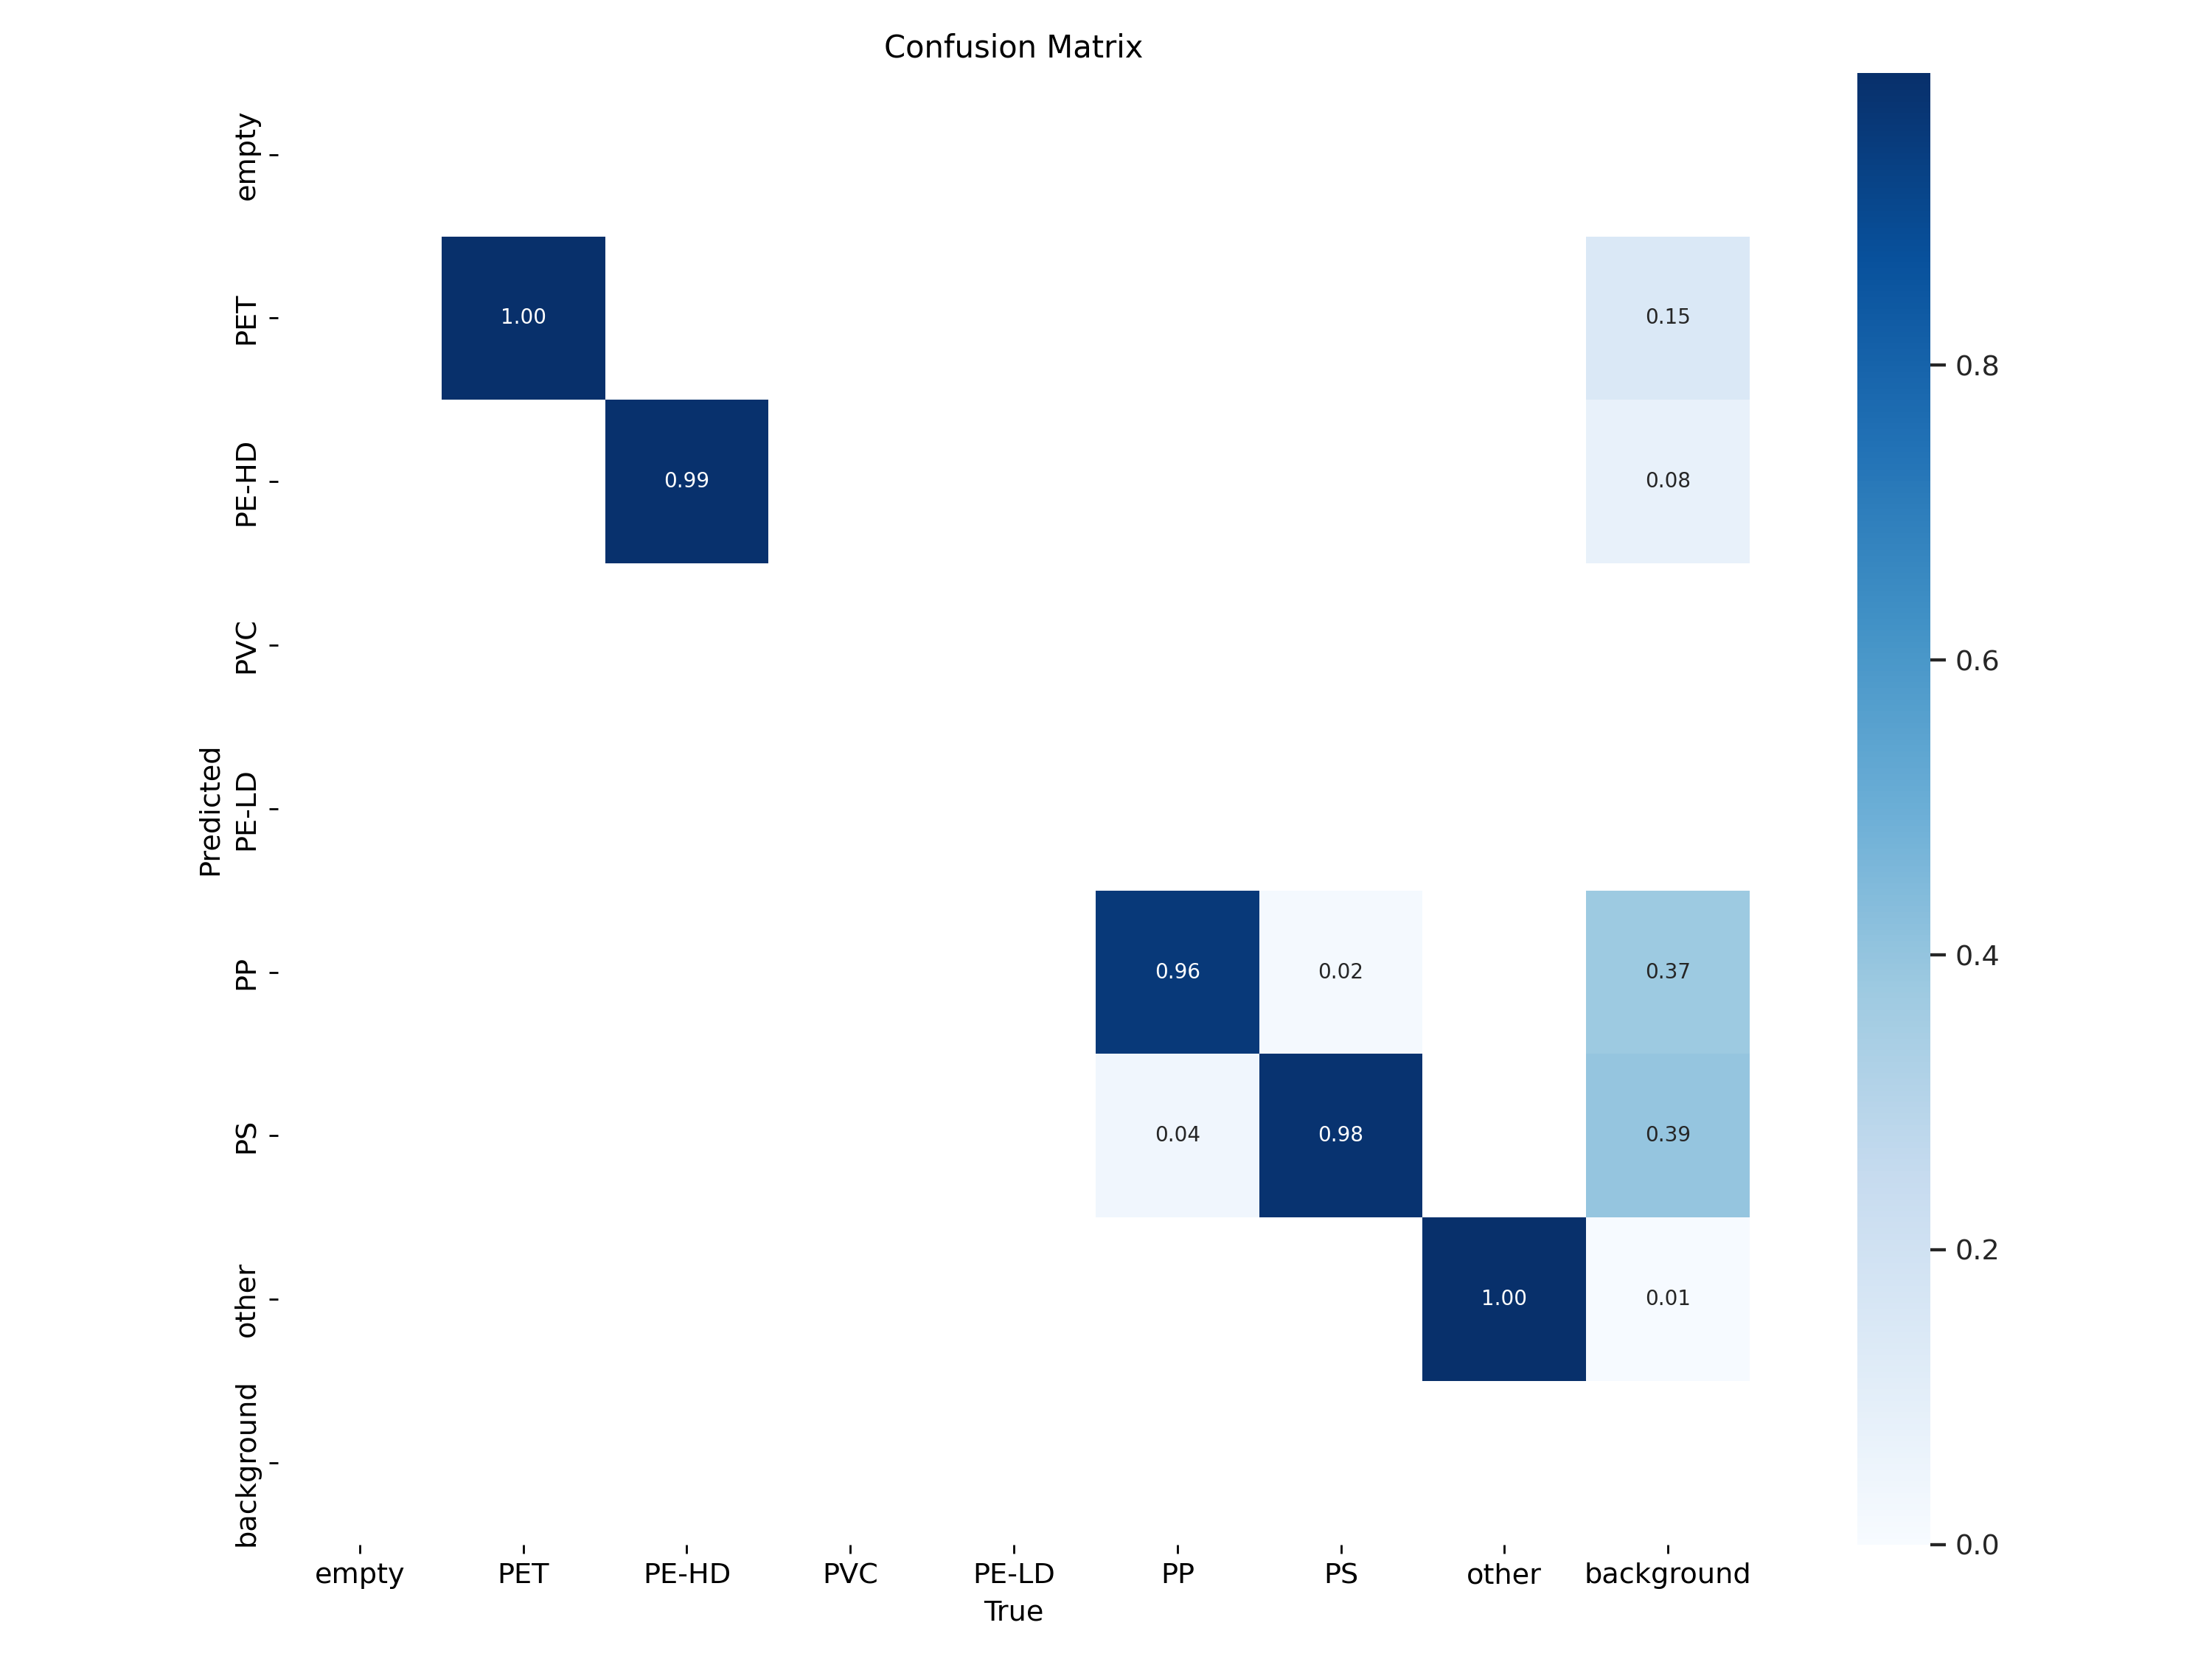 Confusion Matrix
empty
PET
1.00
0.15
PE-HD
0.99
0.08
PVC
PE-LD
Predicted
PP
0.96
0.02
0.37
PS
0.04
0.98
0.39
other
1.00
0.01
background
empty PET PE-HD PVC PE-LD PP PS other background
True
0.8
0.6
0.4
0.2
0.0